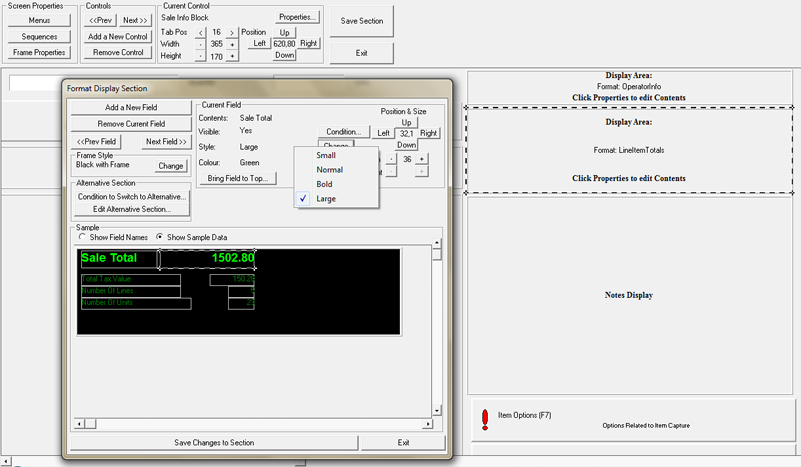 Screen Properties
Menus
Sequences
Frame Properties
Controls
<<Prev
Next >>
Add a New Control
Remove Control
Current Control
Sale Info Block
Properties...
Tab Pos < 16 >
Width - 365 +
Height - 170 +
Position
Up
Left 620,80 Right
Down
Save Section
Exit
Format Display Section
Add a New Field
Remove Current Field
<<Prev Field
Next Field >>
Frame Style
Black with Frame
Change
Alternative Section
Condition to Switch to Alternative...
Edit Alternative Section...
Current Field
Contents: Sale Total
Visible: Yes
Style: Large
Colour: Green
Condition...
Change
Bring Field to Top...
Position & Size
Up
Left 32,1 Right
Down
- 36 +
- +
Small
Normal
Bold
✓ Large
Sample
Show Field Names
Show Sample Data
Sale Total 1502.80
Total Tax Value
Number Of Lines
Number Of Units
Save Changes to Section
Exit
Display Area:
Format: OperatorInfo
Click Properties to edit Contents
Display Area:
Format: LineItemTotals
Click Properties to edit Contents
Notes Display
Item Options (F7)
Options Related to Item Capture